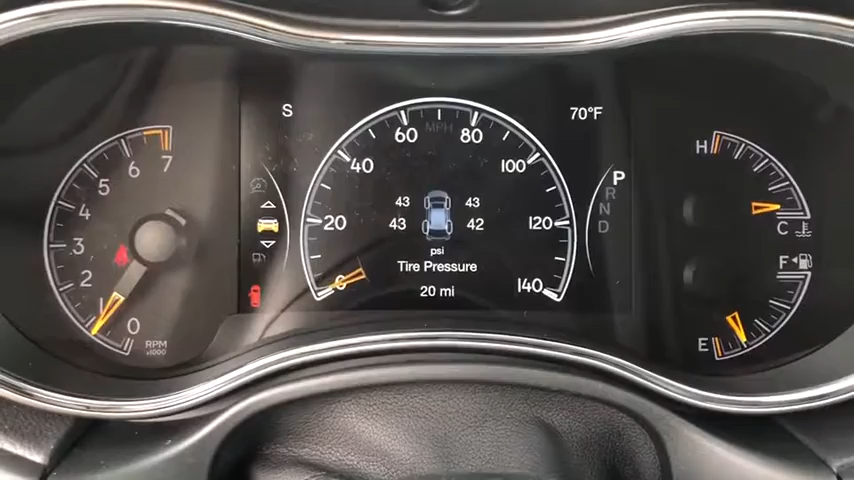 S
70°F
0 1 2 3 4 5 6 7
RPM
x1000
MPH
20 40 60 80 100 120 140
P
R
N
D
43 43
43 42
psi
Tire Pressure
20 mi
H
C
F
E